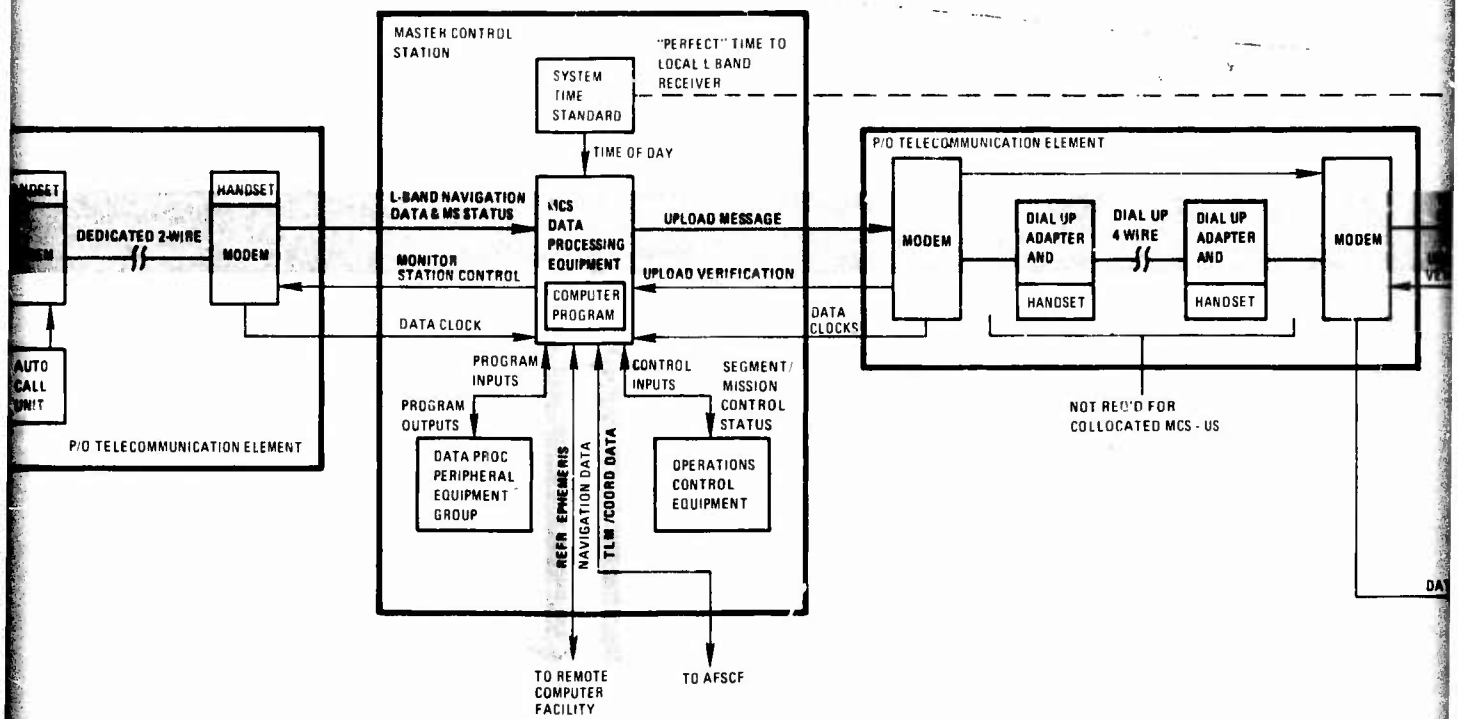 MASTER CONTROL
STATION
"PERFECT" TIME TO
LOCAL L BAND
RECEIVER
SYSTEM
TIME
STANDARD
TIME OF DAY
HANDSET
DEDICATED 2-WIRE
MODEM
AUTO
CALL
UNIT
P/O TELECOMMUNICATION ELEMENT
L-BAND NAVIGATION
DATA & MS STATUS
MONITOR
STATION CONTROL
DATA CLOCK
MCS
DATA
PROCESSING
EQUIPMENT
COMPUTER
PROGRAM
UPLOAD MESSAGE
UPLOAD VERIFICATION
DATA
CLOCKS
PROGRAM
INPUTS
PROGRAM
OUTPUTS
CONTROL
INPUTS
SEGMENT/
MISSION
CONTROL
STATUS
DATA PROC
PERIPHERAL
EQUIPMENT
GROUP
REFR EPHEMERIS
NAVIGATION DATA
TLM /COORD DATA
OPERATIONS
CONTROL
EQUIPMENT
TO REMOTE
COMPUTER
FACILITY
TO AFSCF
P/O TELECOMMUNICATION ELEMENT
MODEM
DIAL UP
ADAPTER
AND
HANDSET
DIAL UP
4 WIRE
DIAL UP
ADAPTER
AND
HANDSET
MODEM
NOT REQ'D FOR
COLLOCATED MCS - US